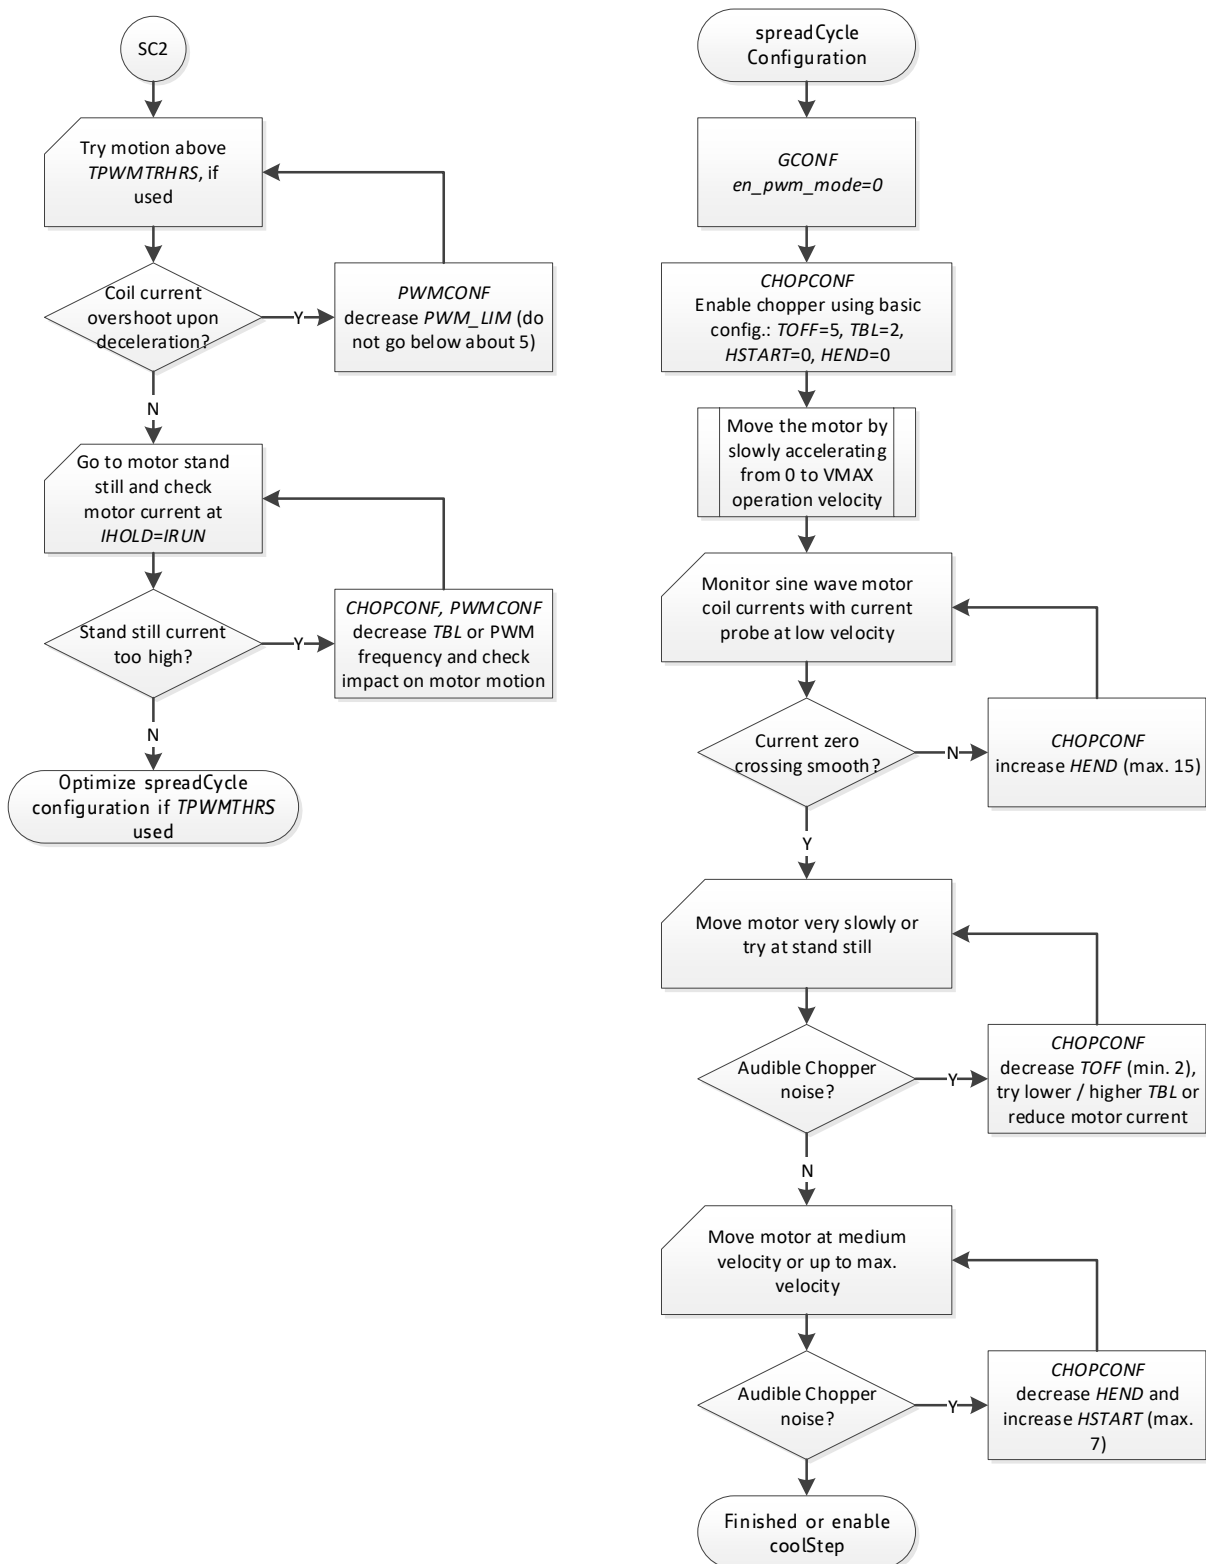 SC2
Try motion above
TPWMTRHRS, if
used
Coil current
overshoot upon
deceleration?
Y
PWMCONF
decrease PWM_LIM (do
not go below about 5)
N
Go to motor stand
still and check
motor current at
IHOLD=IRUN
Stand still current
too high?
Y
CHOPCONF, PWMCONF
decrease TBL or PWM
frequency and check
impact on motor motion
N
Optimize spreadCycle
configuration if TPWMTHRS
used
spreadCycle
Configuration
GCONF
en_pwm_mode=0
CHOPCONF
Enable chopper using basic
config.: TOFF=5, TBL=2,
HSTART=0, HEND=0
Move the motor by
slowly accelerating
from 0 to VMAX
operation velocity
Monitor sine wave motor
coil currents with current
probe at low velocity
Current zero
crossing smooth?
N
CHOPCONF
increase HEND (max. 15)
Y
Move motor very slowly or
try at stand still
Audible Chopper
noise?
Y
CHOPCONF
decrease TOFF (min. 2),
try lower / higher TBL or
reduce motor current
N
Move motor at medium
velocity or up to max.
velocity
Audible Chopper
noise?
Y
CHOPCONF
decrease HEND and
increase HSTART (max.
7)
Finished or enable
coolStep